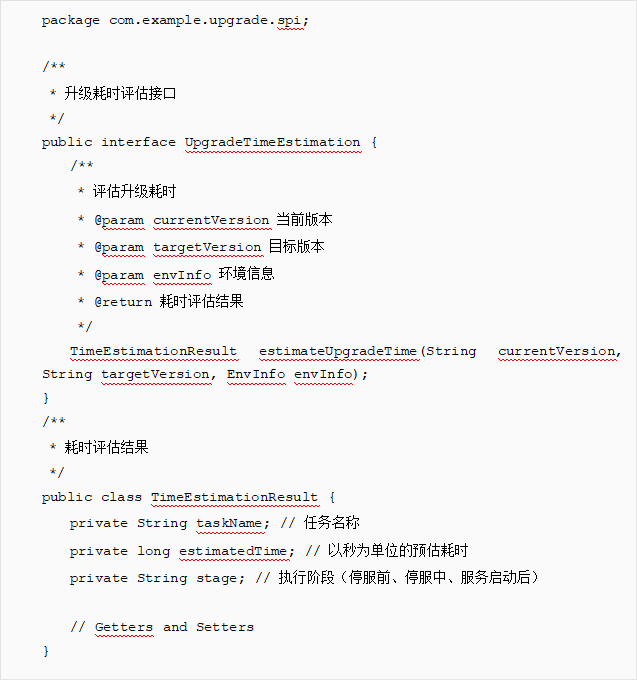 package com.example.upgrade.spi;
/**
 * 升级耗时评估接口
 */
public interface UpgradeTimeEstimation {
/**
 * 评估升级耗时
 * @param currentVersion 当前版本
 * @param targetVersion 目标版本
 * @param envInfo 环境信息
 * @return 耗时评估结果
 */
TimeEstimationResult estimateUpgradeTime(String currentVersion,
String targetVersion, EnvInfo envInfo);
}
/**
 * 耗时评估结果
 */
public class TimeEstimationResult {
private String taskName; // 任务名称
private long estimatedTime; // 以秒为单位的预估耗时
private String stage; // 执行阶段（停服前、停服中、服务启动后）
// Getters and Setters
}